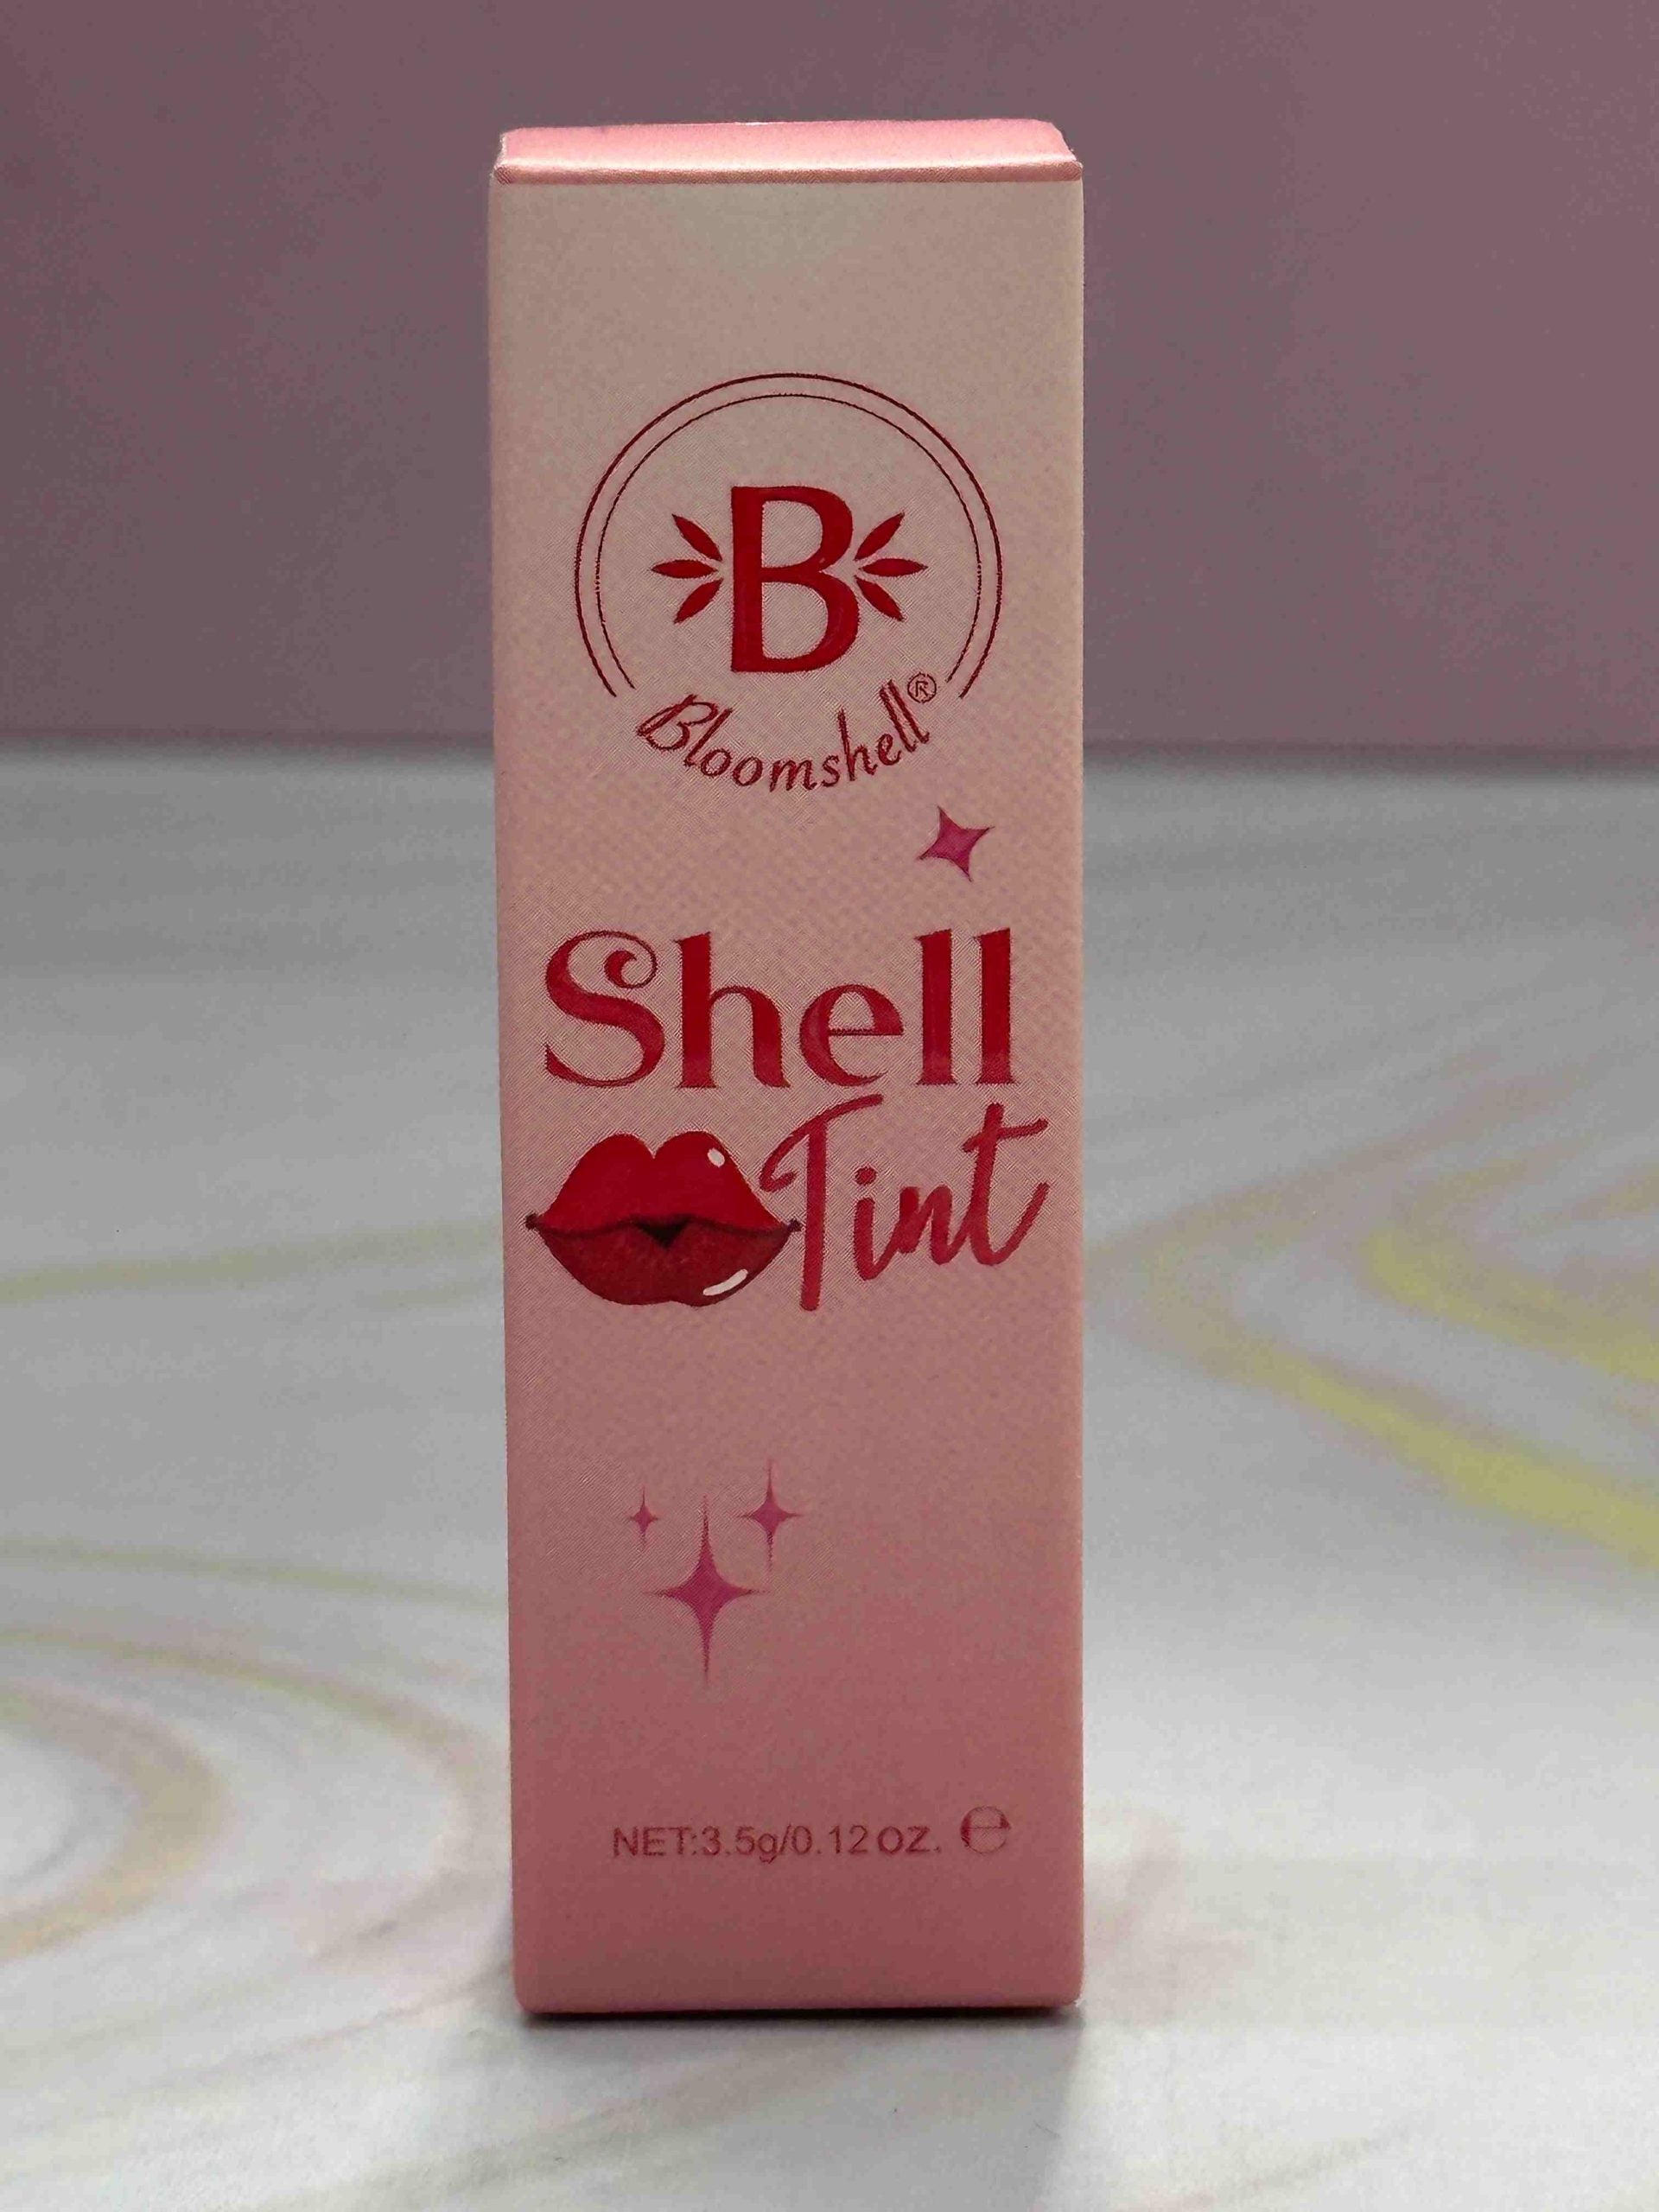 B
Bloomshell®
Shell
Tint
NET:3.5g/0.12 OZ. ℮